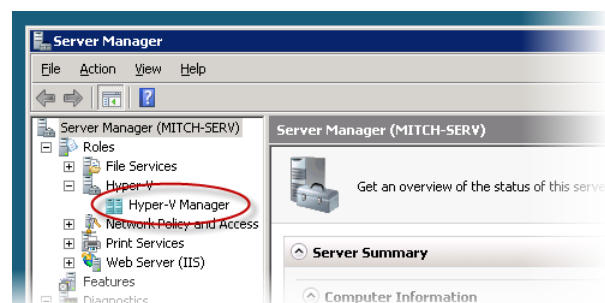 Server Manager
File Action View Help
Server Manager (MITCH-SERV)
Roles
File Services
Hyper-V
Hyper-V Manager
Network Policy and Access
Print Services
Web Server (IIS)
Features
Diagnostics
Server Manager (MITCH-SERV)
Get an overview of the status of this serve
Server Summary
Computer Information